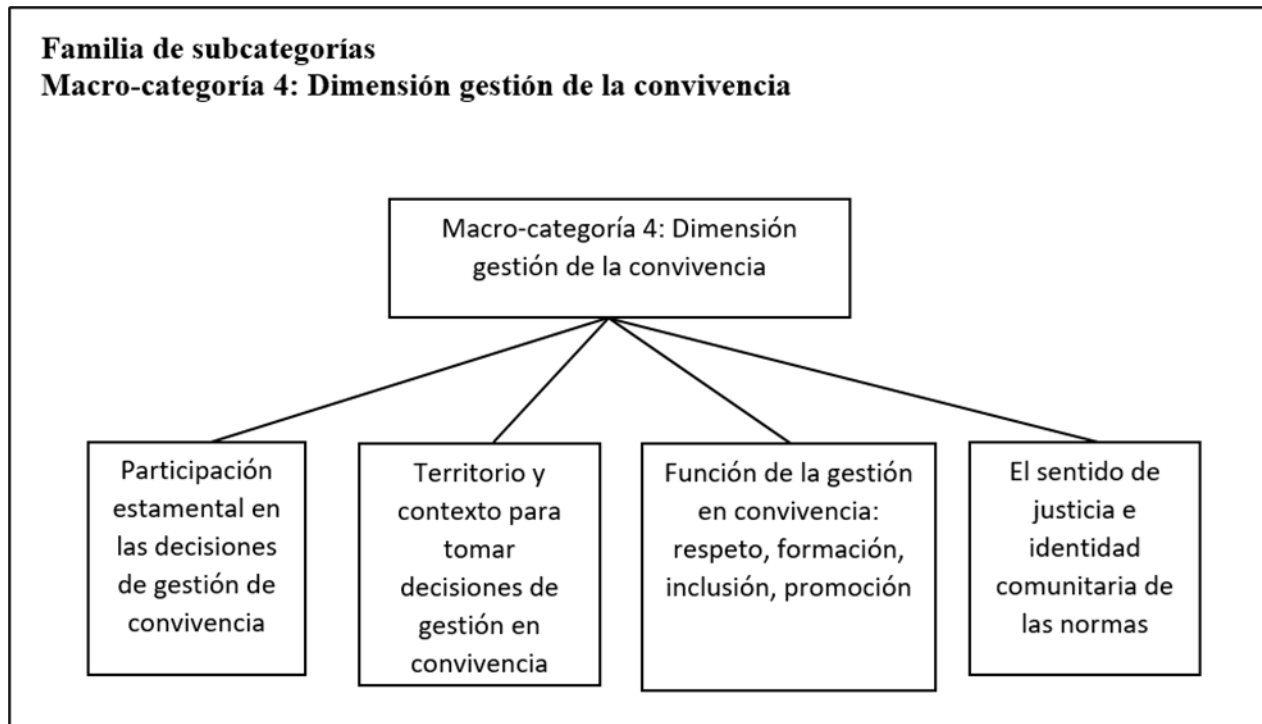 Familia de subcategorías
Macro-categoría 4: Dimensión gestión de la convivencia
Macro-categoría 4: Dimensión
gestión de la convivencia
Participación
estamental en
las decisiones
de gestión de
convivencia
Territorio y
contexto para
tomar
decisiones de
gestión en
convivencia
Función de la gestión
en convivencia:
respeto, formación,
inclusión, promoción
El sentido de
justicia e
identidad
comunitaria de
las normas